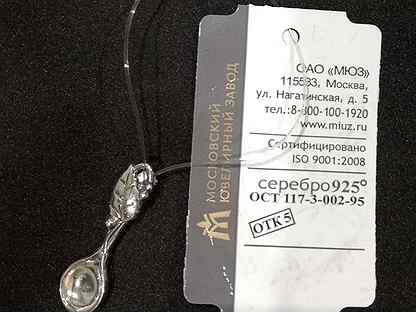 МОСКОВСКИЙ
ЮВЕЛИРНЫЙ ЗАВОД
ОАО «МЮЗ»
115533, Москва,
ул. Нагатинская, д. 5
тел.:8-800-100-1920
www.miuz.ru
Сертифицировано
ISO 9001:2008
серебро925°
ОСТ 117-3-002-95
ОТК 5